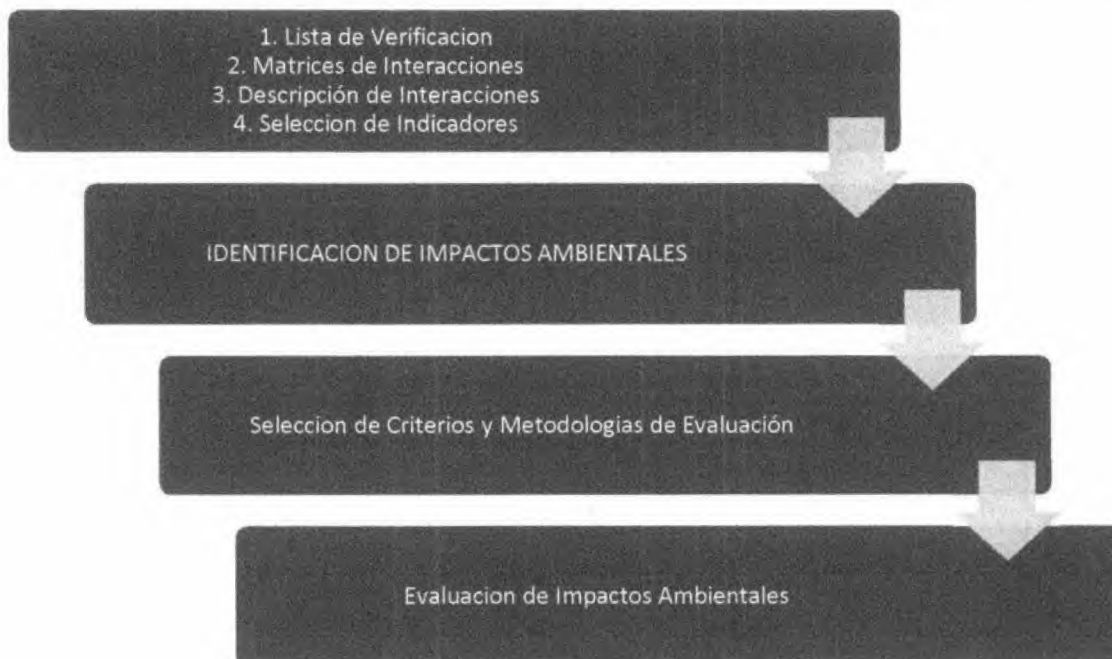 1. Lista de Verificacion
2. Matrices de Interacciones
3. Descripción de Interacciones
4. Seleccion de Indicadores
IDENTIFICACION DE IMPACTOS AMBIENTALES
Seleccion de Criterios y Metodologias de Evaluación
Evaluacion de Impactos Ambientales